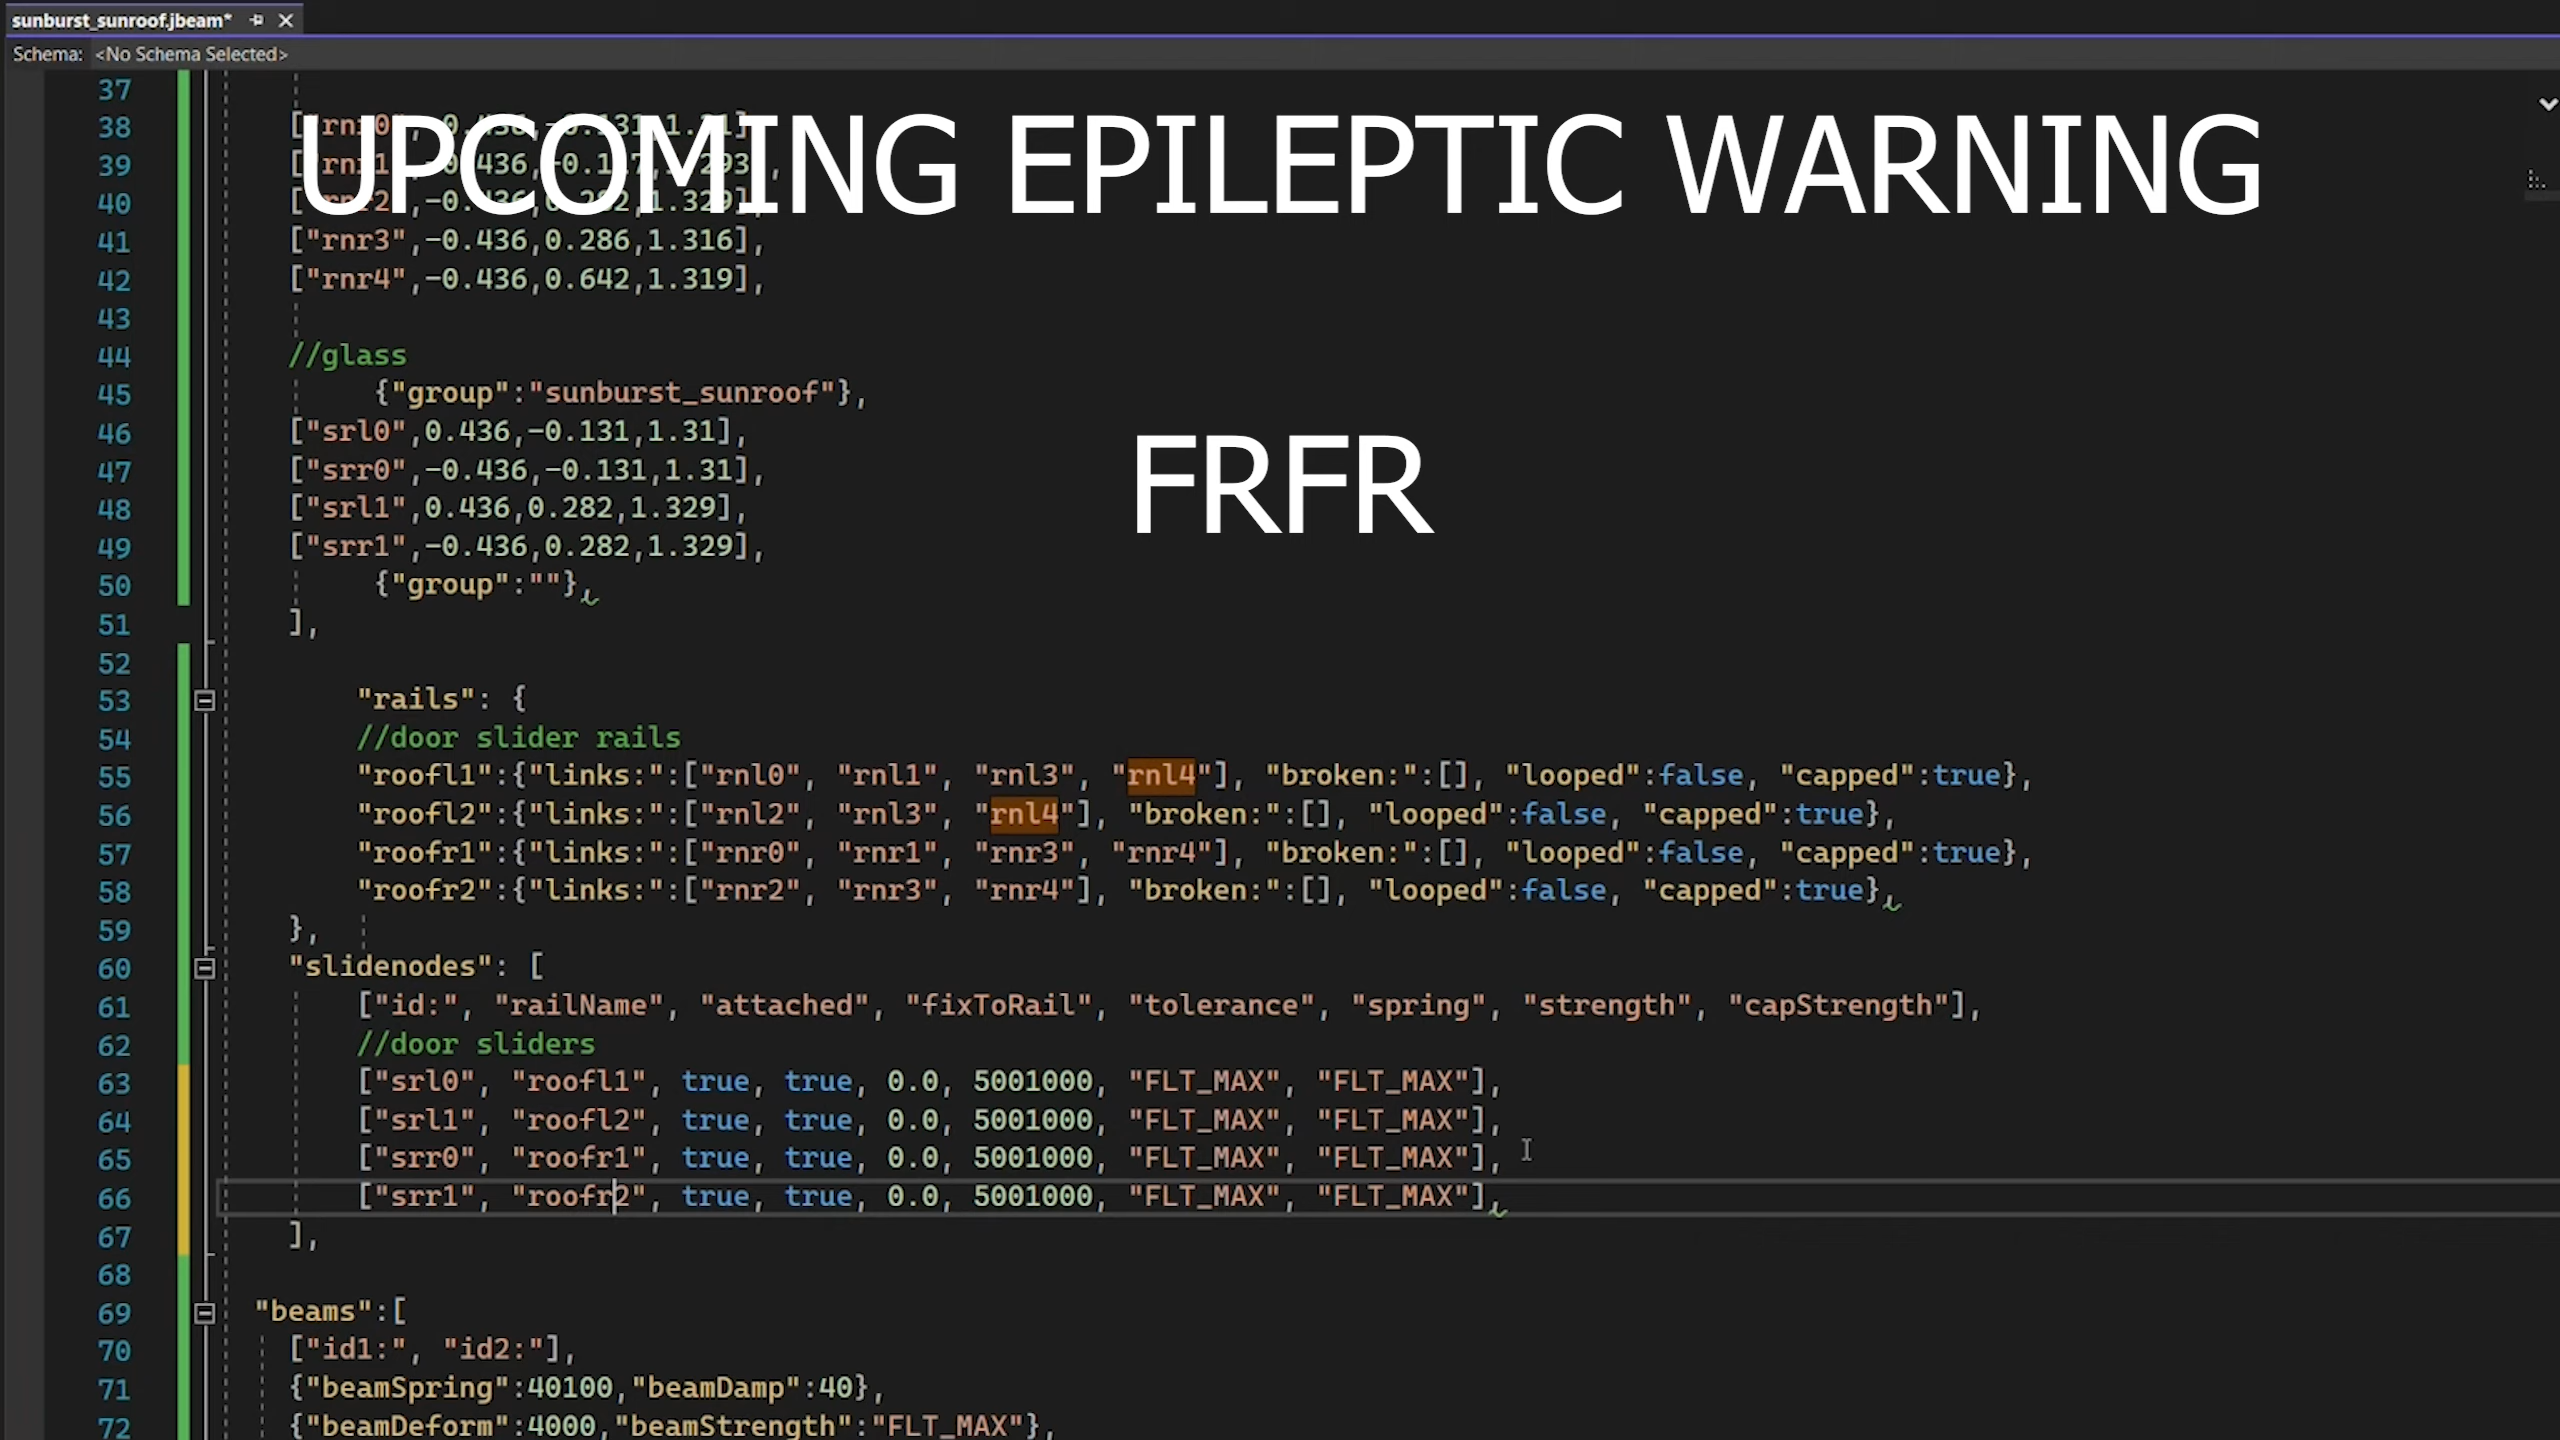 sunburst_sunroof.jbeam*
Schema: <No Schema Selected>
UPCOMING EPILEPTIC WARNING
FRFR
37
38
39
40
41 ["rnr3",-0.436,0.286,1.316],
42 ["rnr4",-0.436,0.642,1.319],
43
44 //glass
45 {"group":"sunburst_sunroof"},
46 ["srl0",0.436,-0.131,1.31],
47 ["srr0",-0.436,-0.131,1.31],
48 ["srl1",0.436,0.282,1.329],
49 ["srr1",-0.436,0.282,1.329],
50 {"group":""},
51 ],
52
53 "rails": {
54 //door slider rails
55 "roofl1":{"links:":["rnl0", "rnl1", "rnl3", "rnl4"], "broken:":[], "looped":false, "capped":true},
56 "roofl2":{"links:":["rnl2", "rnl3", "rnl4"], "broken:":[], "looped":false, "capped":true},
57 "roofr1":{"links:":["rnr0", "rnr1", "rnr3", "rnr4"], "broken:":[], "looped":false, "capped":true},
58 "roofr2":{"links:":["rnr2", "rnr3", "rnr4"], "broken:":[], "looped":false, "capped":true},
59 },
60 "slidenodes": [
61 ["id:", "railName", "attached", "fixToRail", "tolerance", "spring", "strength", "capStrength"],
62 //door sliders
63 ["srl0", "roofl1", true, true, 0.0, 5001000, "FLT_MAX", "FLT_MAX"],
64 ["srl1", "roofl2", true, true, 0.0, 5001000, "FLT_MAX", "FLT_MAX"],
65 ["srr0", "roofr1", true, true, 0.0, 5001000, "FLT_MAX", "FLT_MAX"],
66 ["srr1", "roofr2", true, true, 0.0, 5001000, "FLT_MAX", "FLT_MAX"],
67 ],
68
69 "beams":[
70 ["id1:", "id2:"],
71 {"beamSpring":40100,"beamDamp":40},
72 {"beamDeform":4000,"beamStrength":"FLT_MAX"},